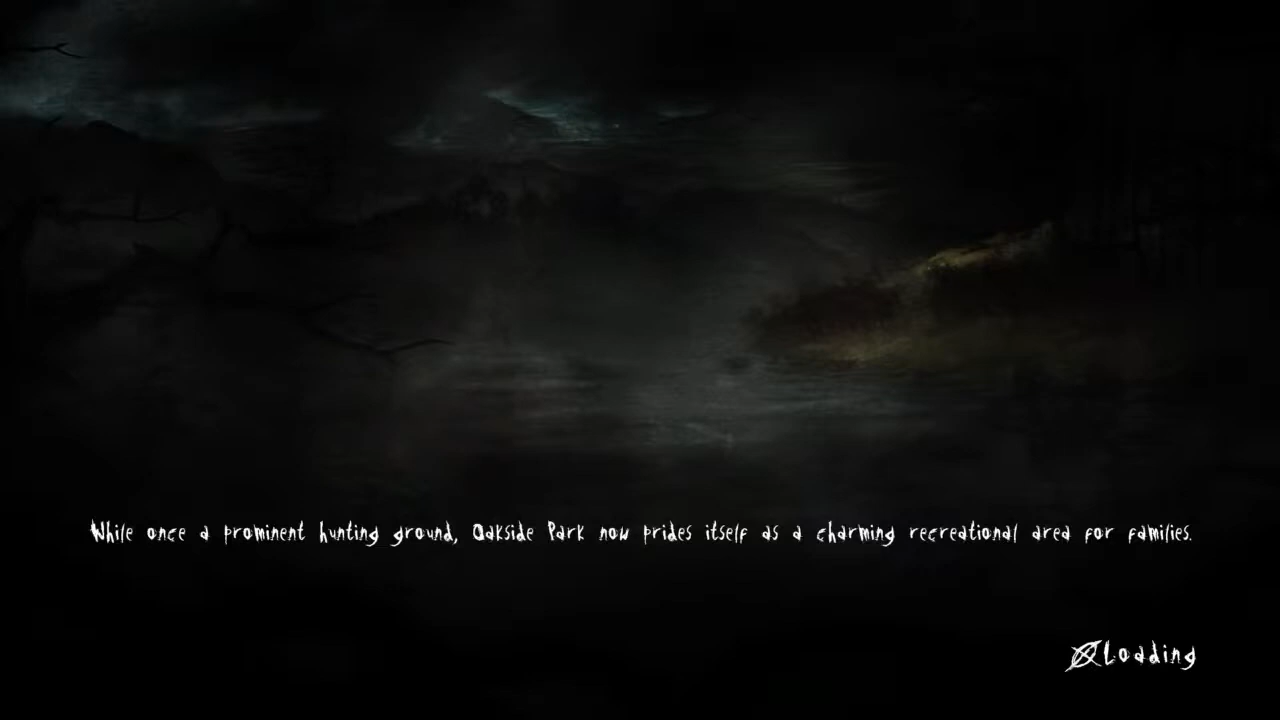 While once a prominent hunting ground, Oakside Park now prides itself as a charming recreational area for families.
Loading